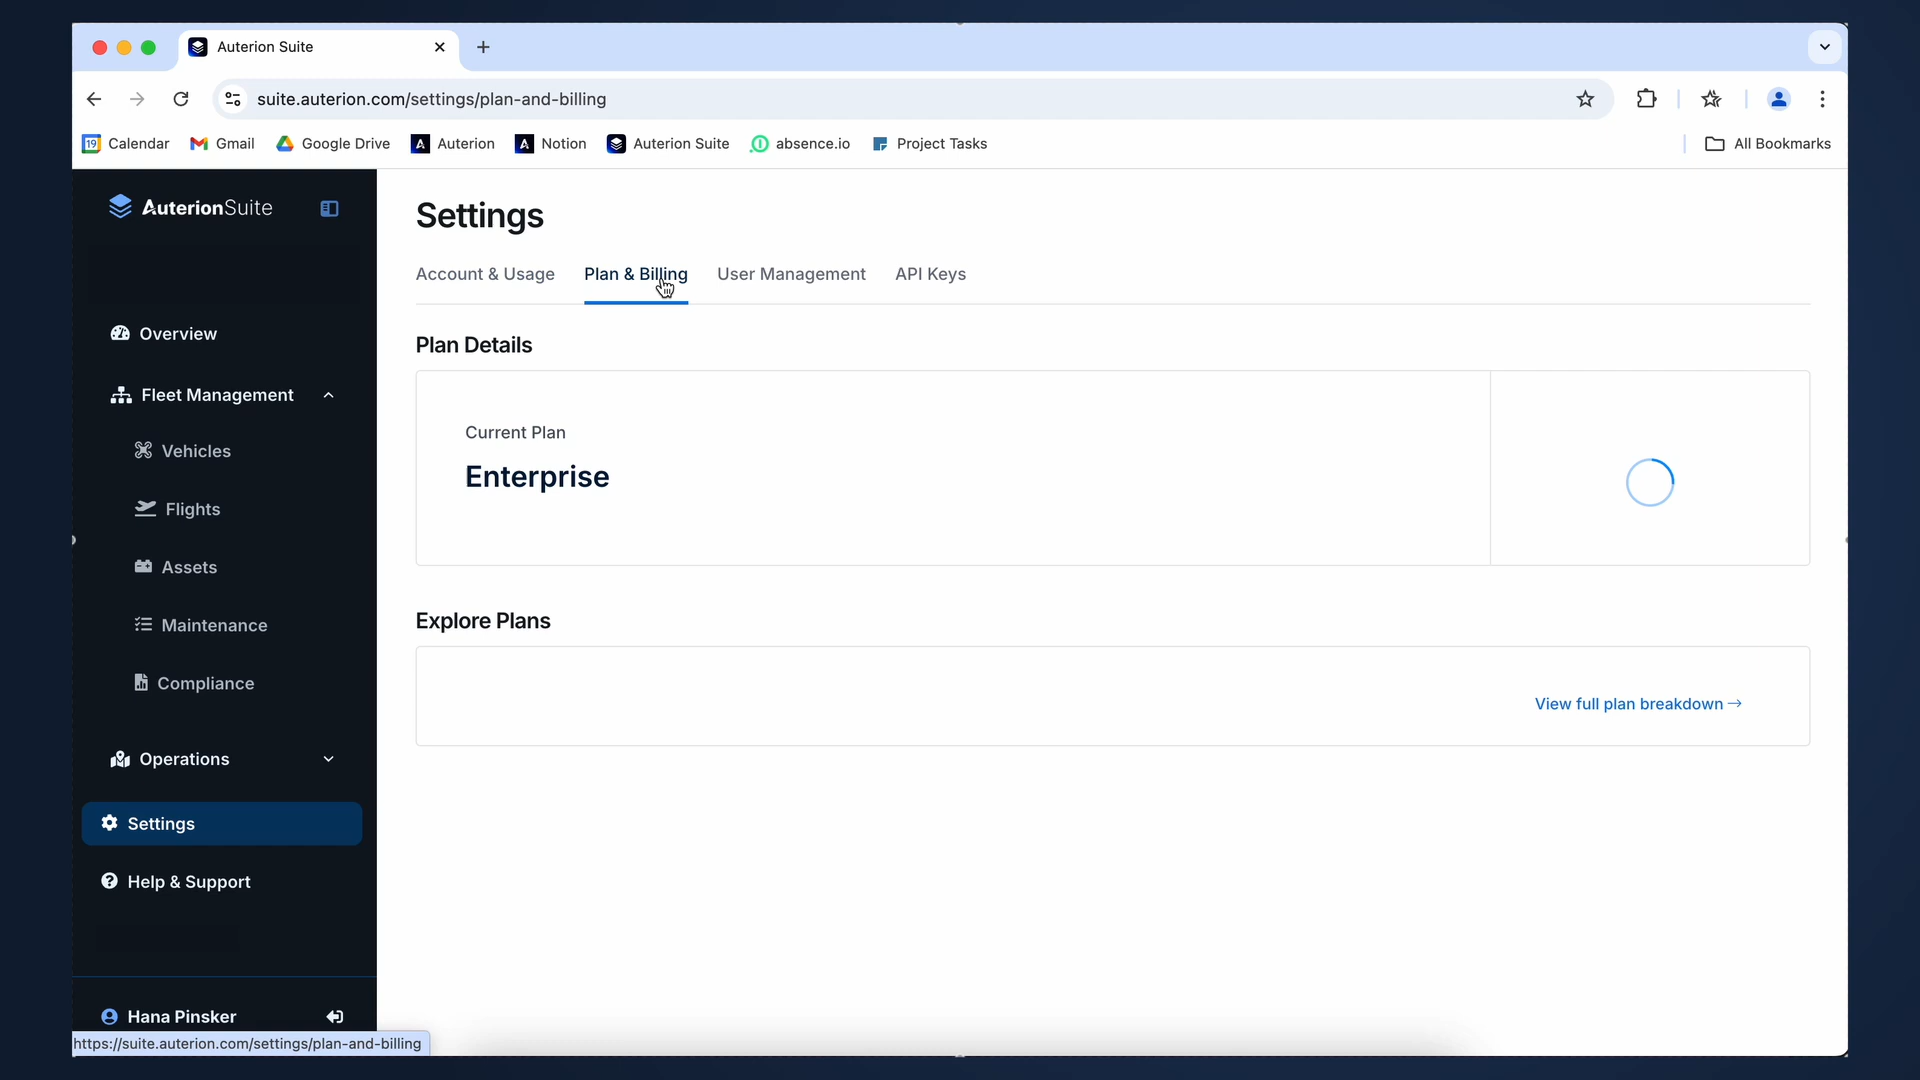 Auterion Suite
suite.auterion.com/settings/plan-and-billing
19 Calendar Gmail Google Drive Auterion Notion Auterion Suite absence.io Project Tasks All Bookmarks
AuterionSuite
Settings
Account & Usage Plan & Billing User Management API Keys
Overview
Plan Details
Fleet Management
Current Plan
Vehicles
Enterprise
Flights
Assets
Explore Plans
Maintenance
Compliance
View full plan breakdown →
Operations
Settings
Help & Support
Hana Pinsker
https://suite.auterion.com/settings/plan-and-billing